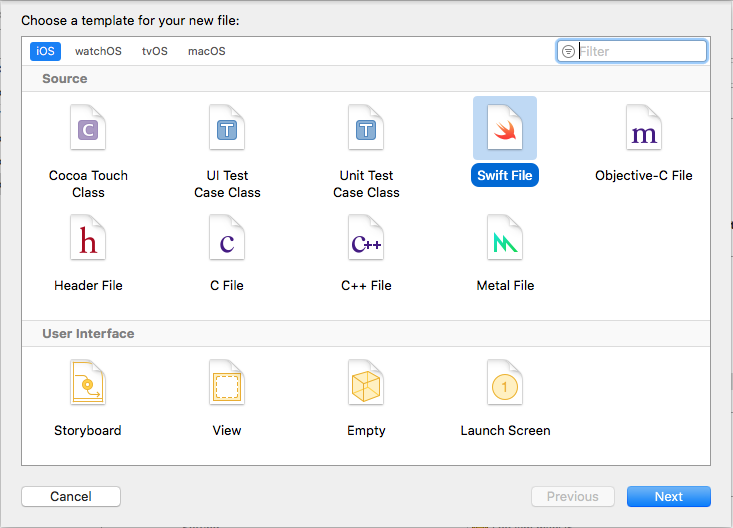 Choose a template for your new file:
iOS watchOS tvOS macOS Filter
Source
C T T m
Cocoa Touch Class
UI Test Case Class
Unit Test Case Class
Swift File
Objective-C File
h c C++
Header File
C File
C++ File
Metal File
User Interface
1
Storyboard
View
Empty
Launch Screen
Cancel Previous Next